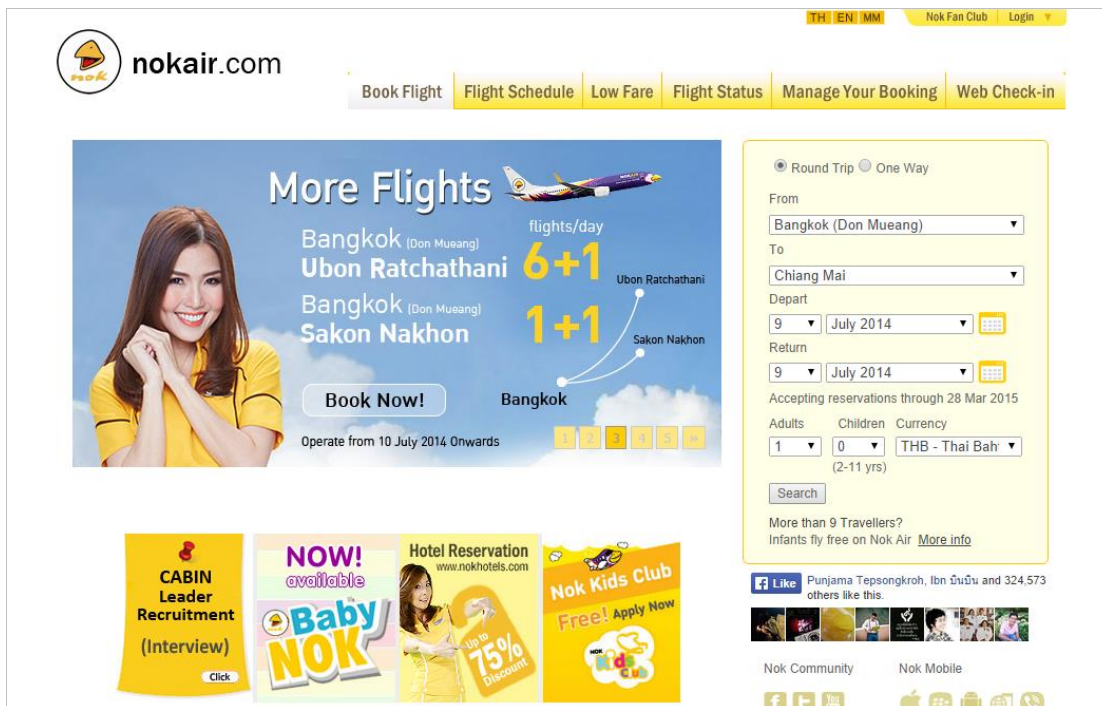 TH EN MM
Nok Fan Club
Login
nok
nokair.com
Book Flight
Flight Schedule
Low Fare
Flight Status
Manage Your Booking
Web Check-in
More Flights
flights/day
Bangkok (Don Mueang)
Ubon Ratchathani 6+1
Bangkok (Don Mueang)
Sakon Nakhon 1+1
Ubon Ratchathani
Sakon Nakhon
Bangkok
Book Now!
Operate from 10 July 2014 Onwards
1 2 3 4 5 »
Round Trip One Way
From
Bangkok (Don Mueang)
To
Chiang Mai
Depart
9 July 2014
Return
9 July 2014
Accepting reservations through 28 Mar 2015
Adults Children Currency
1 0 THB - Thai Bah
(2-11 yrs)
Search
More than 9 Travellers?
Infants fly free on Nok Air More info
CABIN
Leader
Recruitment
(Interview)
Click
NOW!
available
Baby
NOK
Hotel Reservation
www.nokhotels.com
Up to
75%
Discount
Nok Kids Club
Free! Apply Now
NOK
Kids
Club
Like
Punjama Tepsongkroh, Ibn บีนบีน and 324,573
others like this.
Nok Community
Nok Mobile
You